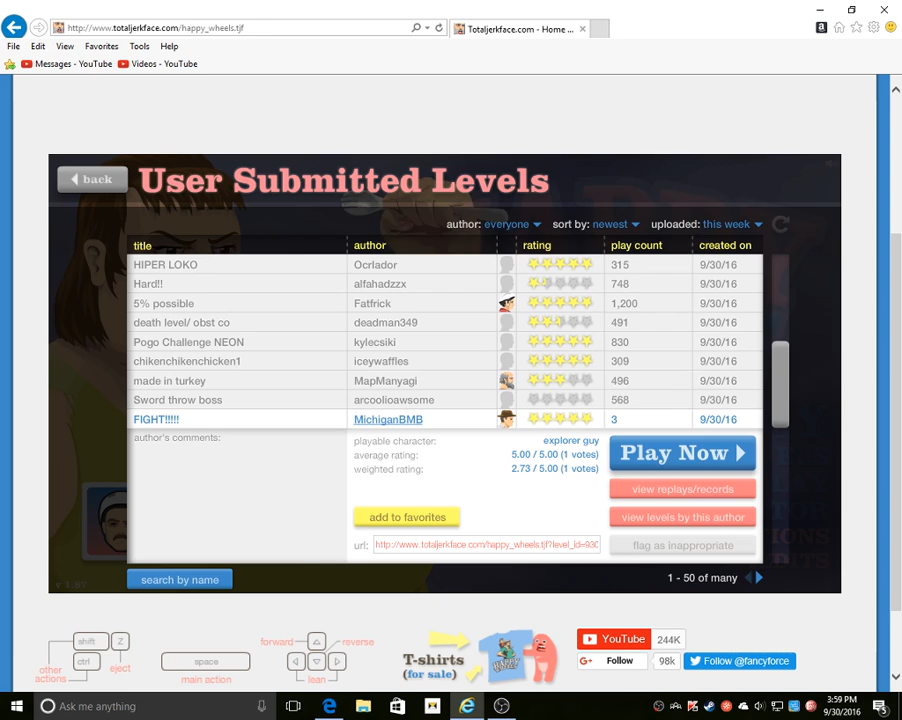 http://www.totaljerkface.com/happy_wheels.tjf
Totaljerkface.com - Home ...
File Edit View Favorites Tools Help
Messages - YouTube Videos - YouTube
back
User Submitted Levels
author: everyone sort by: newest uploaded: this week
title author rating play count created on
HIPER LOKO Ocrlador 315 9/30/16
Hard!! alfahadzzx 748 9/30/16
5% possible Fatfrick 1,200 9/30/16
death level/ obst co deadman349 491 9/30/16
Pogo Challenge NEON kylecsiki 830 9/30/16
chikenchikenchicken1 iceywaffles 309 9/30/16
made in turkey MapManyagi 496 9/30/16
Sword throw boss arcoolioawsome 568 9/30/16
FIGHT!!!!! MichiganBMB 3 9/30/16
author's comments:
playable character: explorer guy
average rating: 5.00 / 5.00 (1 votes)
weighted rating: 2.73 / 5.00 (1 votes)
Play Now
view replays/records
add to favorites
view levels by this author
url: http://www.totaljerkface.com/happy_wheels.tjf?level_id=930
flag as inappropriate
search by name
1 - 50 of many
v 1.87
shift Z
ctrl
other actions
eject
space
main action
forward
reverse
lean
T-shirts
(for sale)
YouTube 244K
G+ Follow 98k
Follow @fancyforce
Ask me anything
3:59 PM
9/30/2016
5